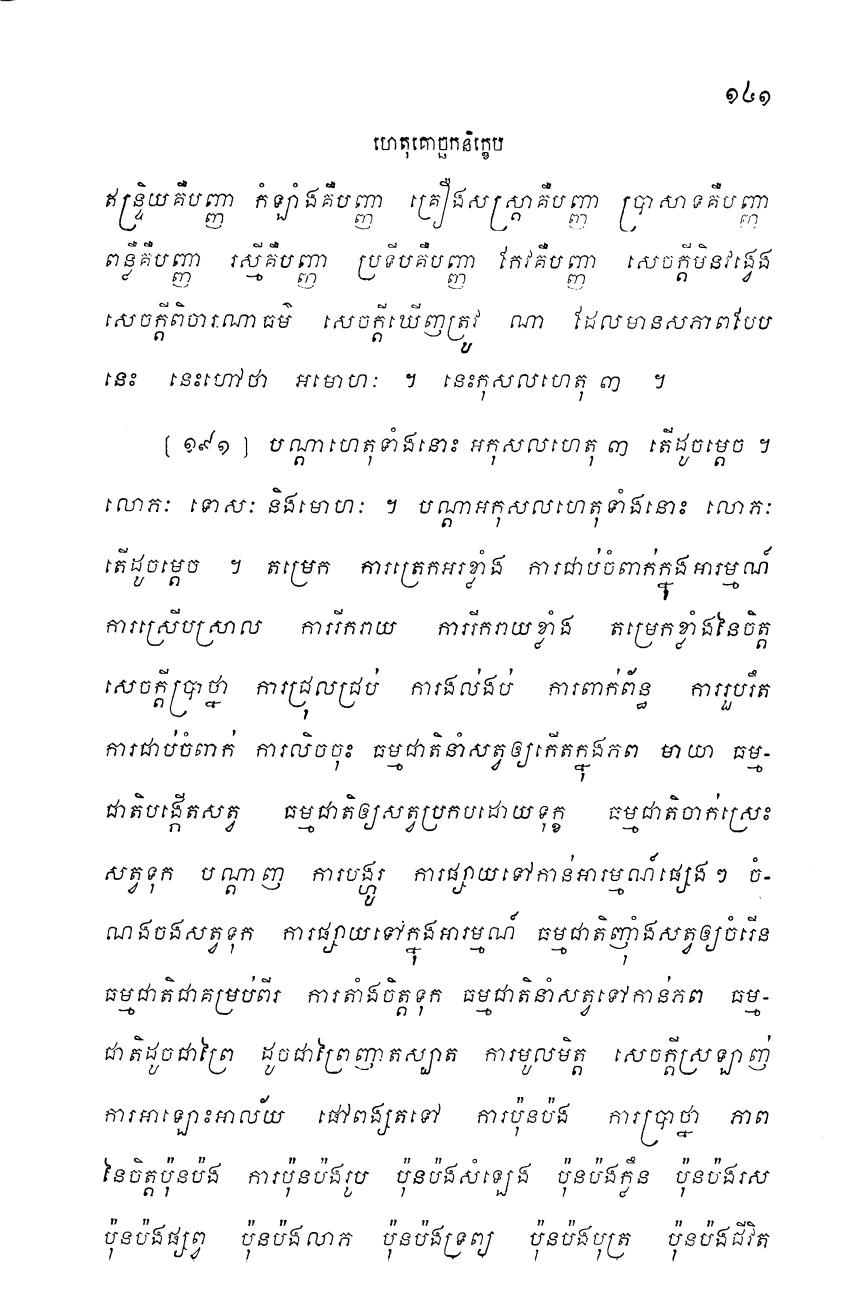 ១៤១
ហេតុគោច្ឆកនិក្ខេប
ឥន្ទ្រិយគឺបញ្ញា កំឡាំងគឺបញ្ញា គ្រឿងសស្ត្រាគឺបញ្ញា ប្រាសាទគឺបញ្ញា
ពន្លឺគឺបញ្ញា រស្មីគឺបញ្ញា ប្រទីបគឺបញ្ញា កែវគឺបញ្ញា សេចក្តីមិនវង្វេង
សេចក្តីពិចារណាធម៌ សេចក្តីឃើញត្រូវ ណា ដែលមានសភាពបែប
នេះ នេះហៅថា អមោហៈ ។ នេះកុសលហេតុ ៣ ។
[ ១៩១ ] បណ្តាហេតុទាំងនោះ អកុសលហេតុ ៣ តើដូចម្តេច ។
លោភៈ ទោសៈ និងមោហៈ ។ បណ្តាអកុសលហេតុទាំងនោះ លោភៈ
តើដូចម្តេច ។ តម្រេក ការត្រេកអរខ្លាំង ការជាប់ចំពាក់ក្នុងអារម្មណ៍
ការស្រើបស្រាល ការរីករាយ ការរីករាយខ្លាំង តម្រេកខ្លាំងនៃចិត្ត
សេចក្តីប្រាថ្នា ការជ្រុលជ្រប់ ការងល់ងប់ ការពាក់ព័ន្ធ ការរួបរឹត
ការជាប់ចំពាក់ ការលិចចុះ ធម្មជាតិនាំសត្វឲ្យកើតក្នុងភព មាយា ធម្ម-
ជាតិបង្កើតសត្វ ធម្មជាតិឲ្យសត្វប្រកបដោយទុក្ខ ធម្មជាតិចាក់ស្រេះ
សត្វទុក បណ្តាញ ការបង្ហូរ ការផ្សាយទៅកាន់អារម្មណ៍ផ្សេងៗ ចំ-
ណងចងសត្វទុក ការផ្សាយទៅក្នុងអារម្មណ៍ ធម្មជាតិញ៉ាំងសត្វឲ្យចំរើន
ធម្មជាតិជាគម្រប់ពីរ ការតាំងចិត្តទុក ធម្មជាតិនាំសត្វទៅកាន់ភព ធម្ម-
ជាតិដូចជាព្រៃ ដូចជាព្រៃញាតស្បាត ការមូលមិត្ត សេចក្តីស្រឡាញ់
ការអាឡោះអាល័យ ផៅពង្សតទៅ ការប៉ុនប៉ង ការប្រាថ្នា ភាព
នៃចិត្តប៉ុនប៉ង ការប៉ុនប៉ងរូប ប៉ុនប៉ងសំឡេង ប៉ុនប៉ងក្លិន ប៉ុនប៉ងរស
ប៉ុនប៉ងផ្សព្វ ប៉ុនប៉ងលាភ ប៉ុនប៉ងទ្រព្យ ប៉ុនប៉ងបុត្រ ប៉ុនប៉ងជីវិត